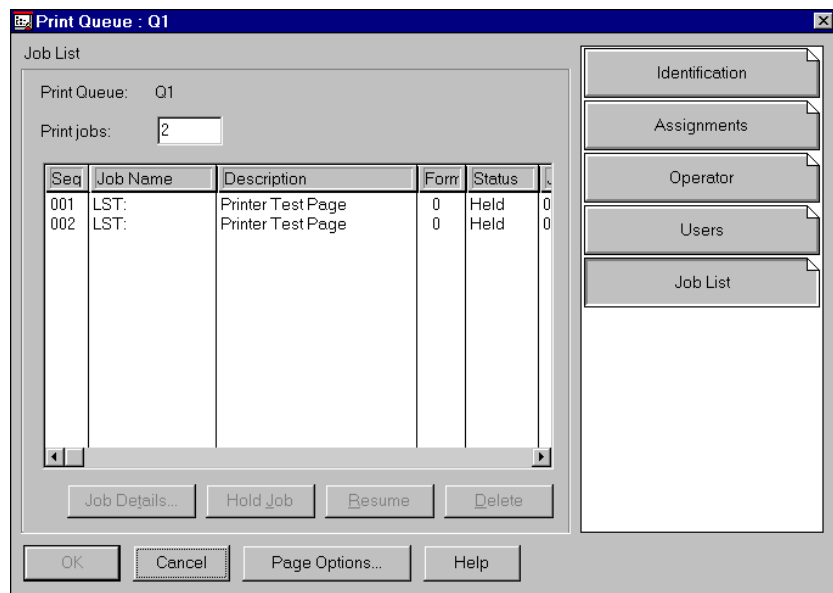 Print Queue : Q1
Job List
Print Queue: Q1
Print jobs: 2
Seq Job Name Description Form Status J
001 LST: Printer Test Page 0 Held 0
002 LST: Printer Test Page 0 Held 0
Job Details... Hold Job Resume Delete
OK Cancel Page Options... Help
Identification
Assignments
Operator
Users
Job List